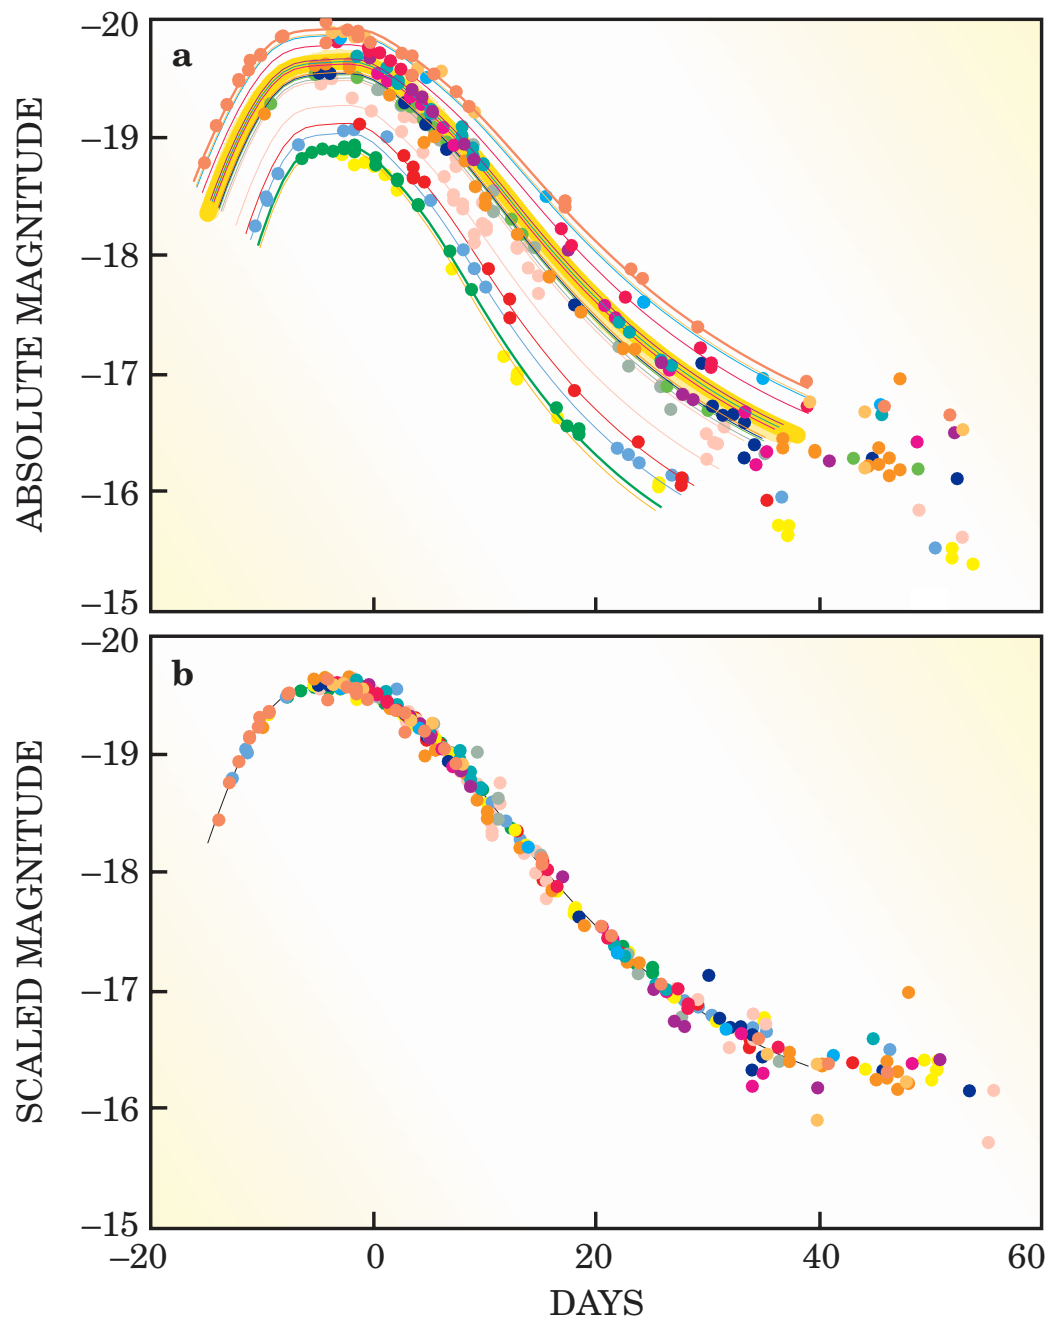 a
ABSOLUTE MAGNITUDE
–20
–19
–18
–17
–16
–15
b
SCALED MAGNITUDE
–20
–19
–18
–17
–16
–15
–20 0 20 40 60
DAYS